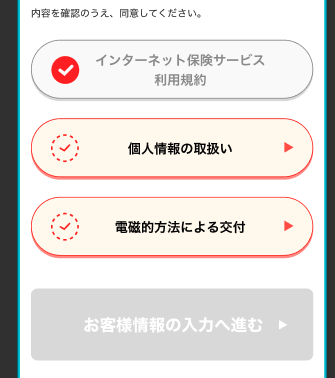 内容を確認のうえ、同意してください。
インターネット保険サービス
利用規約
個人情報の取扱い
電磁的方法による交付
お客様情報の入力へ進む